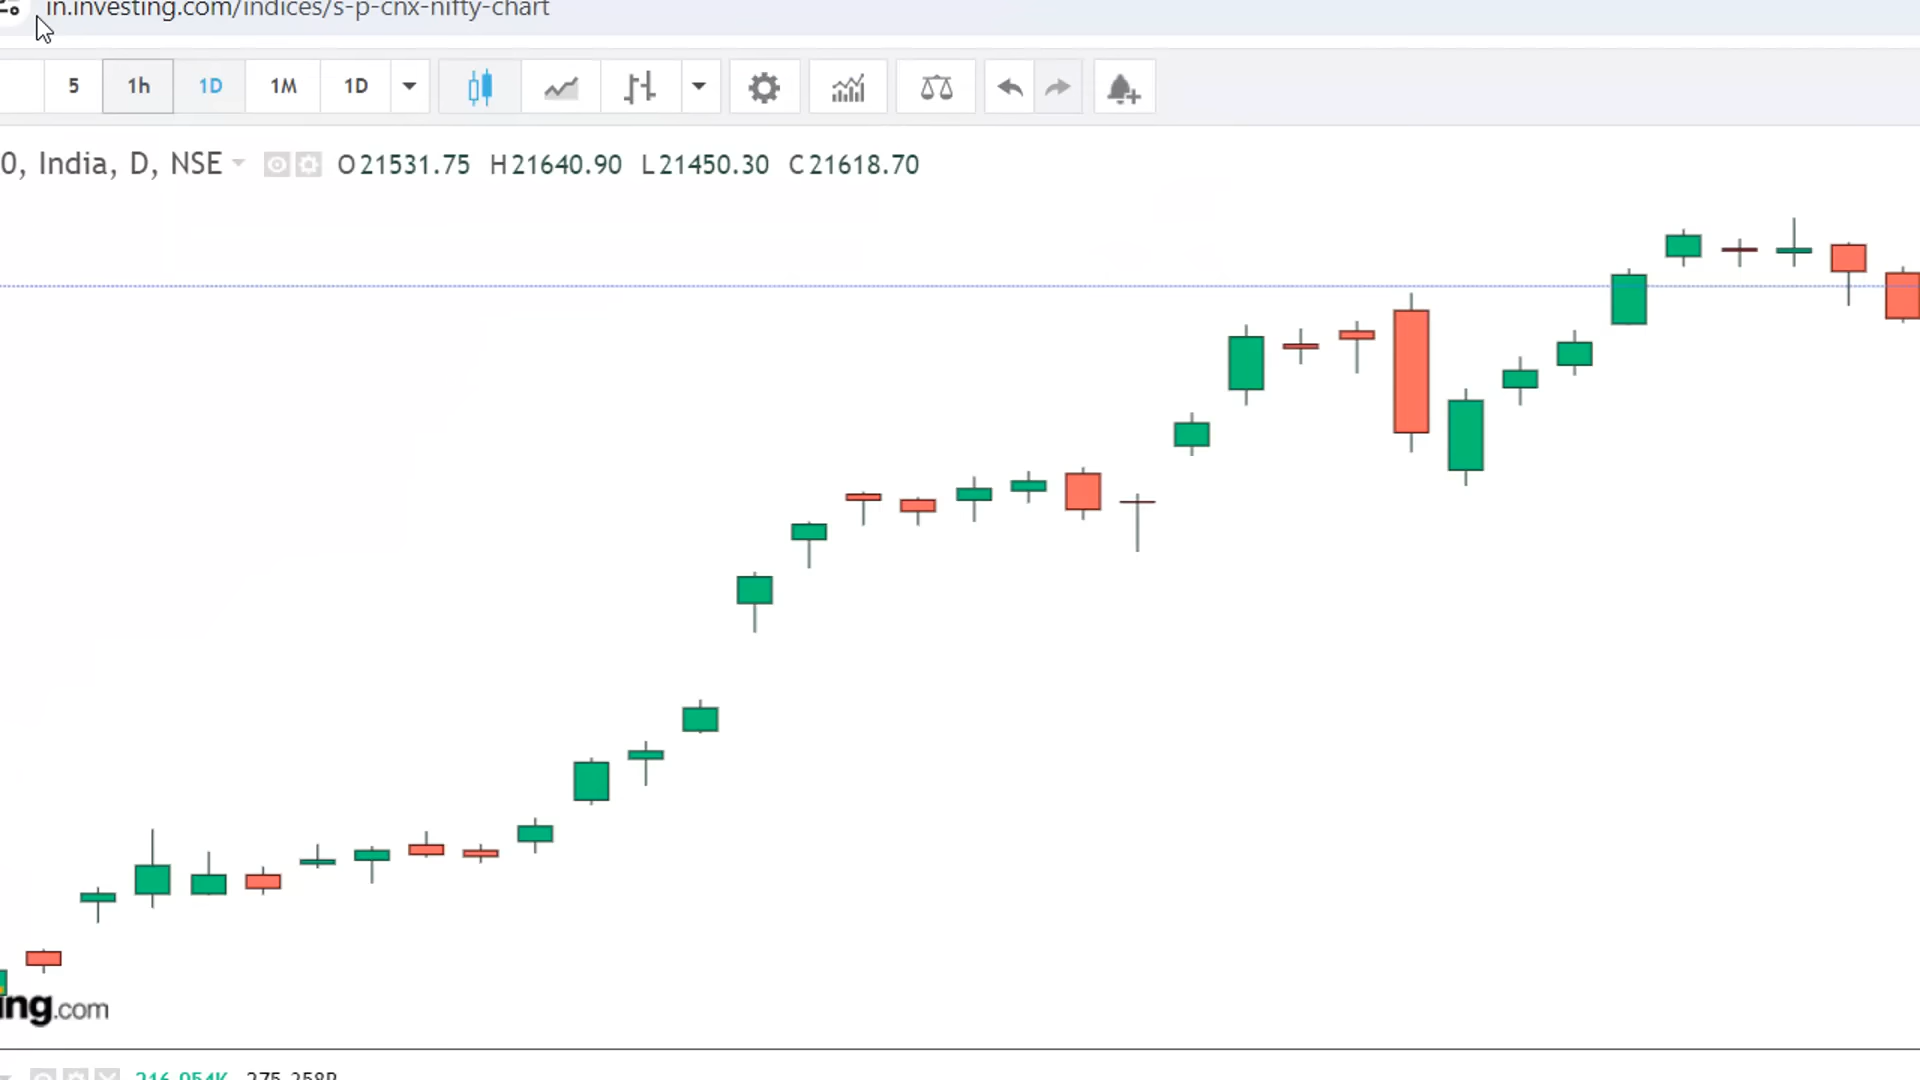 in.investing.com/indices/s-p-cnx-nifty-chart
5 1h 1D 1M 1D
0, India, D, NSE O21531.75 H21640.90 L21450.30 C21618.70
ing.com